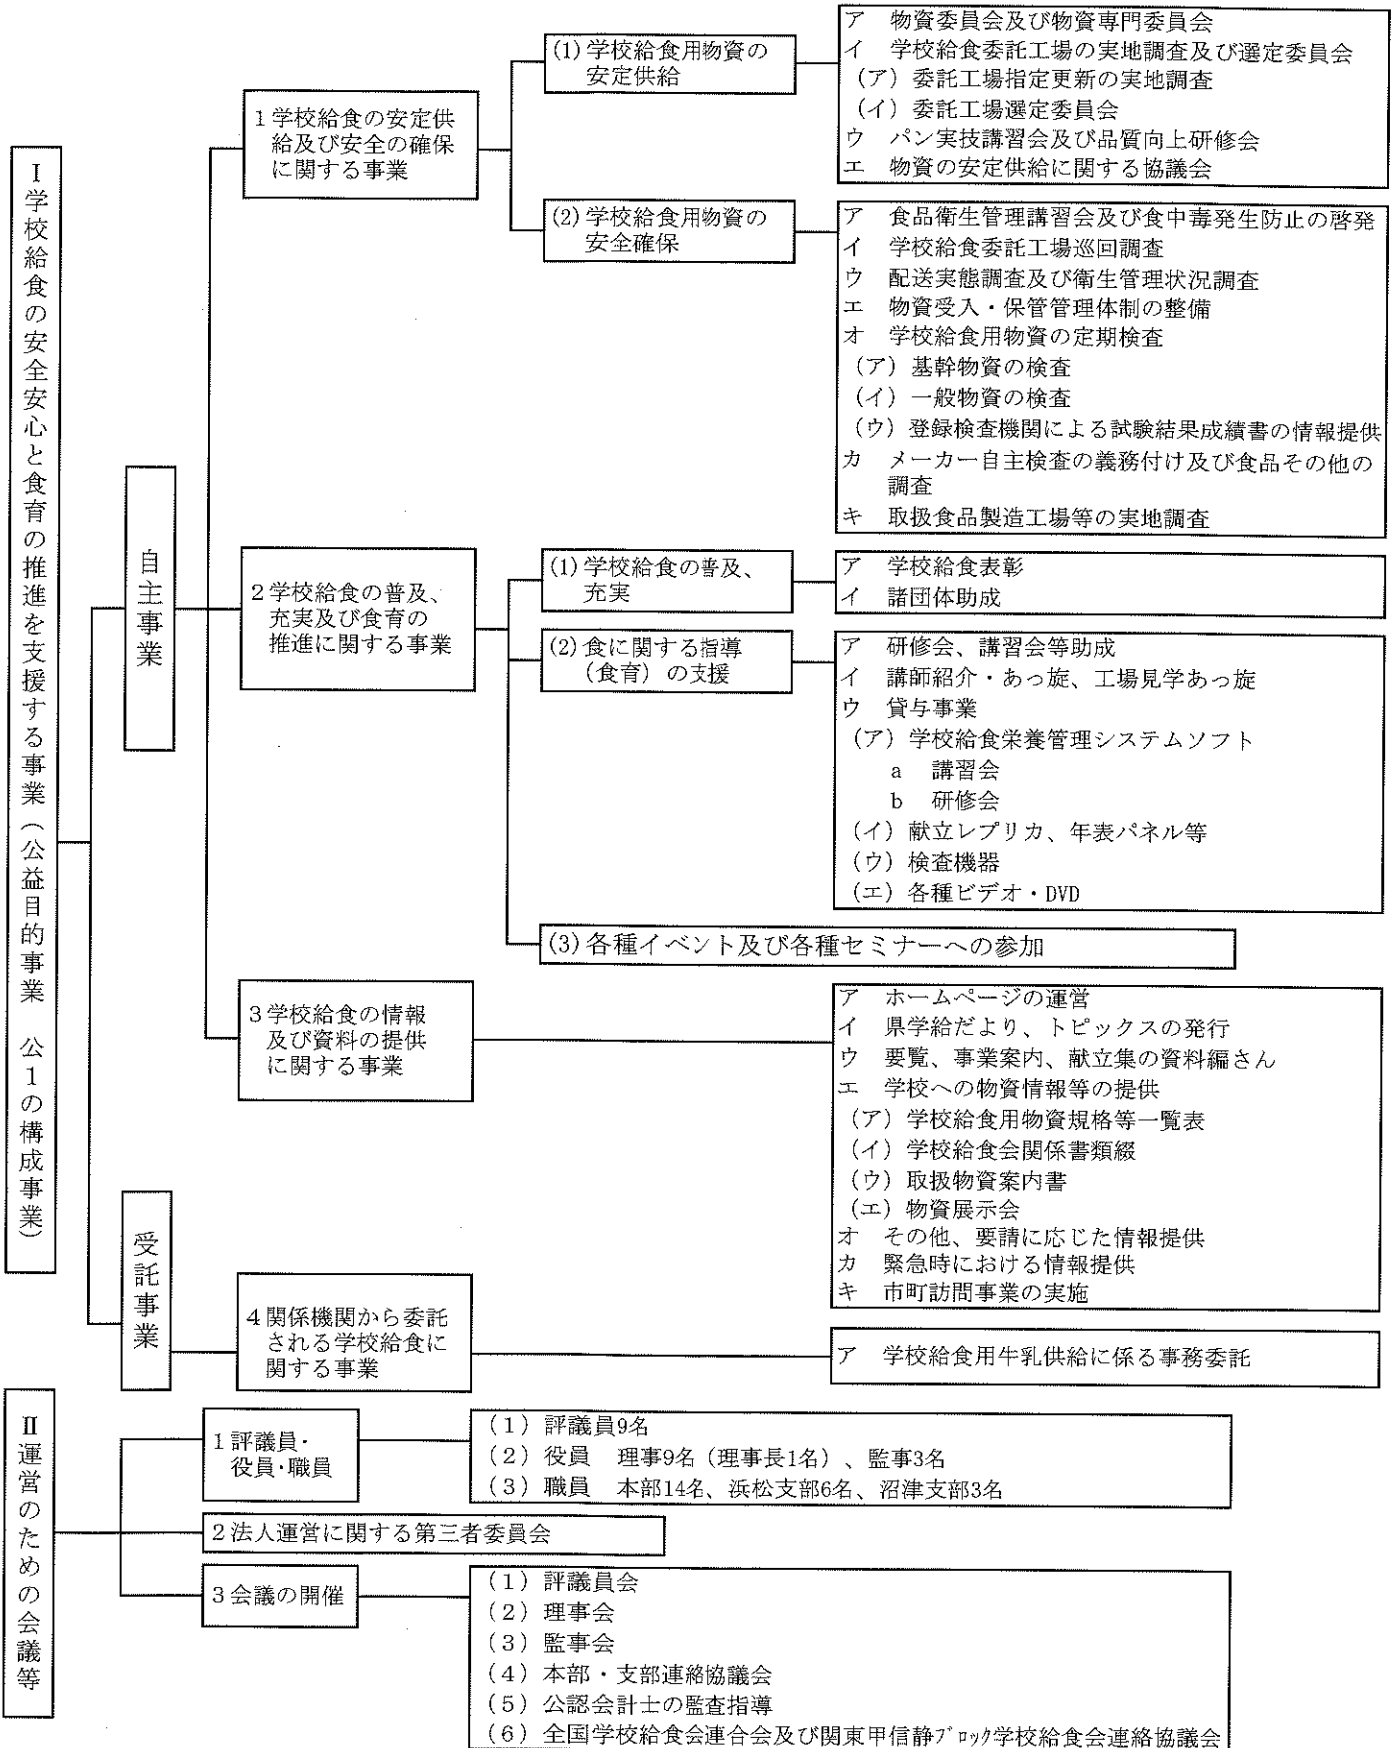 Ⅰ学校給食の安全安心と食育の推進を支援する事業(公益目的事業　公1の構成事業)
自主事業
1学校給食の安定供
給及び安全の確保
に関する事業
(1)学校給食用物資の
安定供給
ア　物資委員会及び物資専門委員会
イ　学校給食委託工場の実地調査及び選定委員会
(ア)委託工場指定更新の実地調査
(イ)委託工場選定委員会
ウ　パン実技講習会及び品質向上研修会
エ　物資の安定供給に関する協議会
(2)学校給食用物資の
安全確保
ア　食品衛生管理講習会及び食中毒発生防止の啓発
イ　学校給食委託工場巡回調査
ウ　配送実態調査及び衛生管理状況調査
エ　物資受入・保管管理体制の整備
オ　学校給食用物資の定期検査
(ア)基幹物資の検査
(イ)一般物資の検査
(ウ)登録検査機関による試験結果成績書の情報提供
カ　メーカー自主検査の義務付け及び食品その他の
調査
キ　取扱食品製造工場等の実地調査
2学校給食の普及、
充実及び食育の
推進に関する事業
(1)学校給食の普及、
充実
ア　学校給食表彰
イ　諸団体助成
(2)食に関する指導
(食育)の支援
ア　研修会、講習会等助成
イ　講師紹介・あっ旋、工場見学あっ旋
ウ　貸与事業
(ア)学校給食栄養管理システムソフト
a　講習会
b　研修会
(イ)献立レプリカ、年表パネル等
(ウ)検査機器
(エ)各種ビデオ・DVD
(3)各種イベント及び各種セミナーへの参加
3学校給食の情報
及び資料の提供
に関する事業
ア　ホームページの運営
イ　県学給だより、トピックスの発行
ウ　要覧、事業案内、献立集の資料編さん
エ　学校への物資情報等の提供
(ア)学校給食用物資規格等一覧表
(イ)学校給食会関係書類綴
(ウ)取扱物資案内書
(エ)物資展示会
オ　その他、要請に応じた情報提供
カ　緊急時における情報提供
キ　市町訪問事業の実施
受託事業
4関係機関から委託
される学校給食に
関する事業
ア　学校給食用牛乳供給に係る事務委託
Ⅱ運営のための会議等
1評議員・
役員・職員
(1)評議員9名
(2)役員　理事9名(理事長1名)、監事3名
(3)職員　本部14名、浜松支部6名、沼津支部3名
2法人運営に関する第三者委員会
3会議の開催
(1)評議員会
(2)理事会
(3)監事会
(4)本部・支部連絡協議会
(5)公認会計士の監査指導
(6)全国学校給食会連合会及び関東甲信静ブロック学校給食会連絡協議会